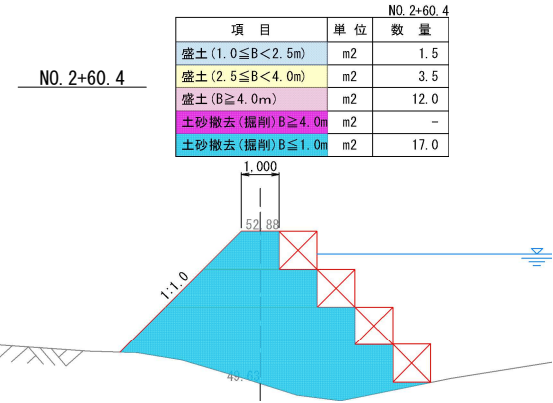 NO.2+60.4
項 目 単 位 数 量
盛土(1.0≦B<2.5m) m2 1.5
盛土(2.5≦B<4.0m) m2 3.5
盛土(B≧4.0m) m2 12.0
土砂撤去(掘削)B≧4.0m m2 -
土砂撤去(掘削)B≦1.0m m2 17.0
NO.2+60.4
1,000
52.88
1:1.0
49.63